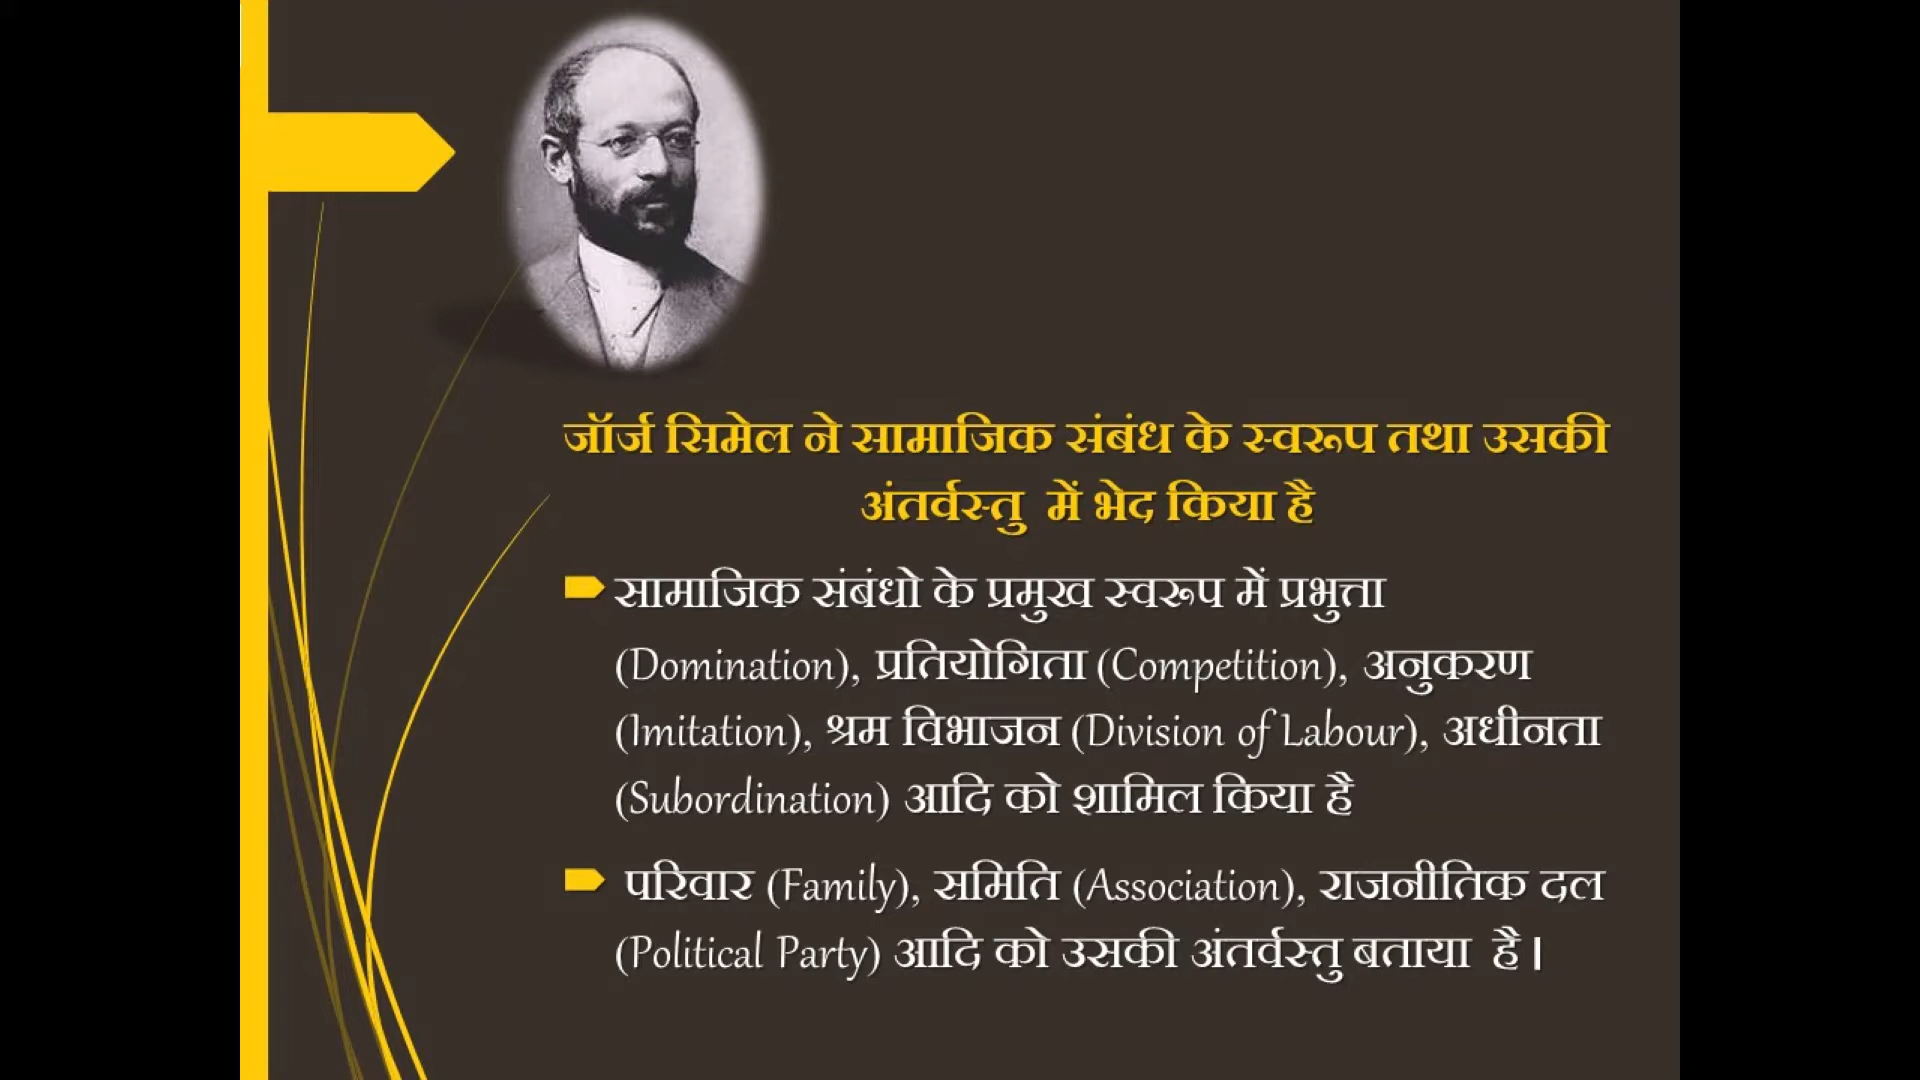 जॉर्ज सिमेल ने सामाजिक संबंध के स्वरूप तथा उसकी
अंतर्वस्तु में भेद किया है
सामाजिक संबंधो के प्रमुख स्वरूप में प्रभुत्ता
(Domination), प्रतियोगिता (Competition), अनुकरण
(Imitation), श्रम विभाजन (Division of Labour), अधीनता
(Subordination) आदि को शामिल किया है
परिवार (Family), समिति (Association), राजनीतिक दल
(Political Party) आदि को उसकी अंतर्वस्तु बताया है।